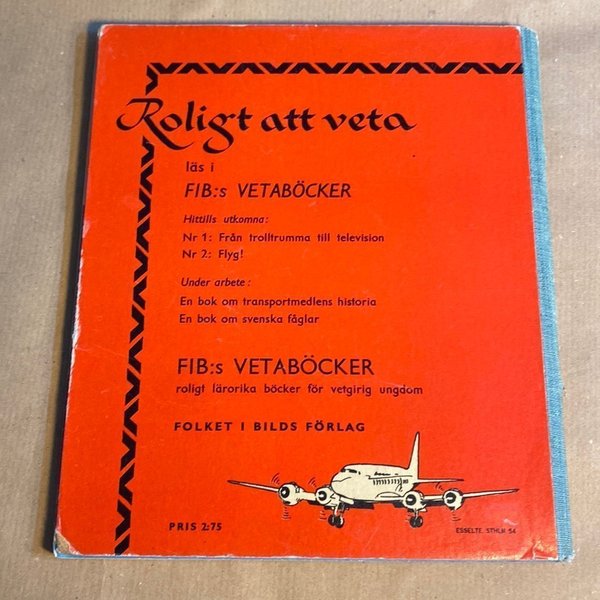 Roligt att veta
läs i
FIB:s VETABÖCKER
Hittills utkomna:
Nr 1: Från trolltrumma till television
Nr 2: Flyg!
Under arbete:
En bok om transportmedlens historia
En bok om svenska fåglar
FIB:s VETABÖCKER
roligt lärorika böcker för vetgirig ungdom
FOLKET I BILDS FÖRLAG
PRIS 2:75
ESSELTE, STHLM 54